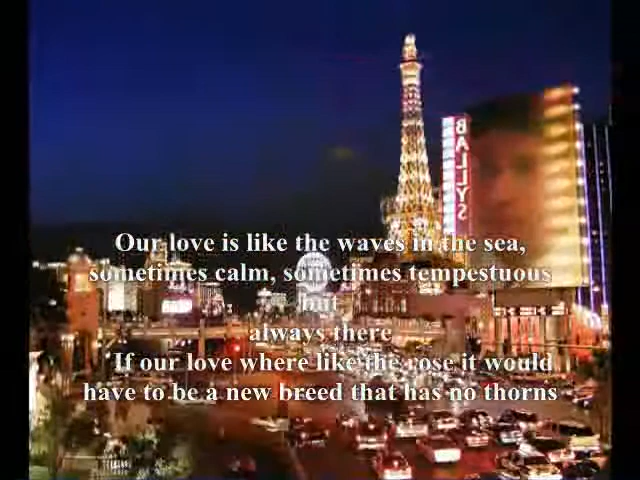 BALLYS
Our love is like the waves in the sea,
sometimes calm, sometimes tempestuous
but
always there
If our love where like the rose it would
have to be a new breed that has no thorns